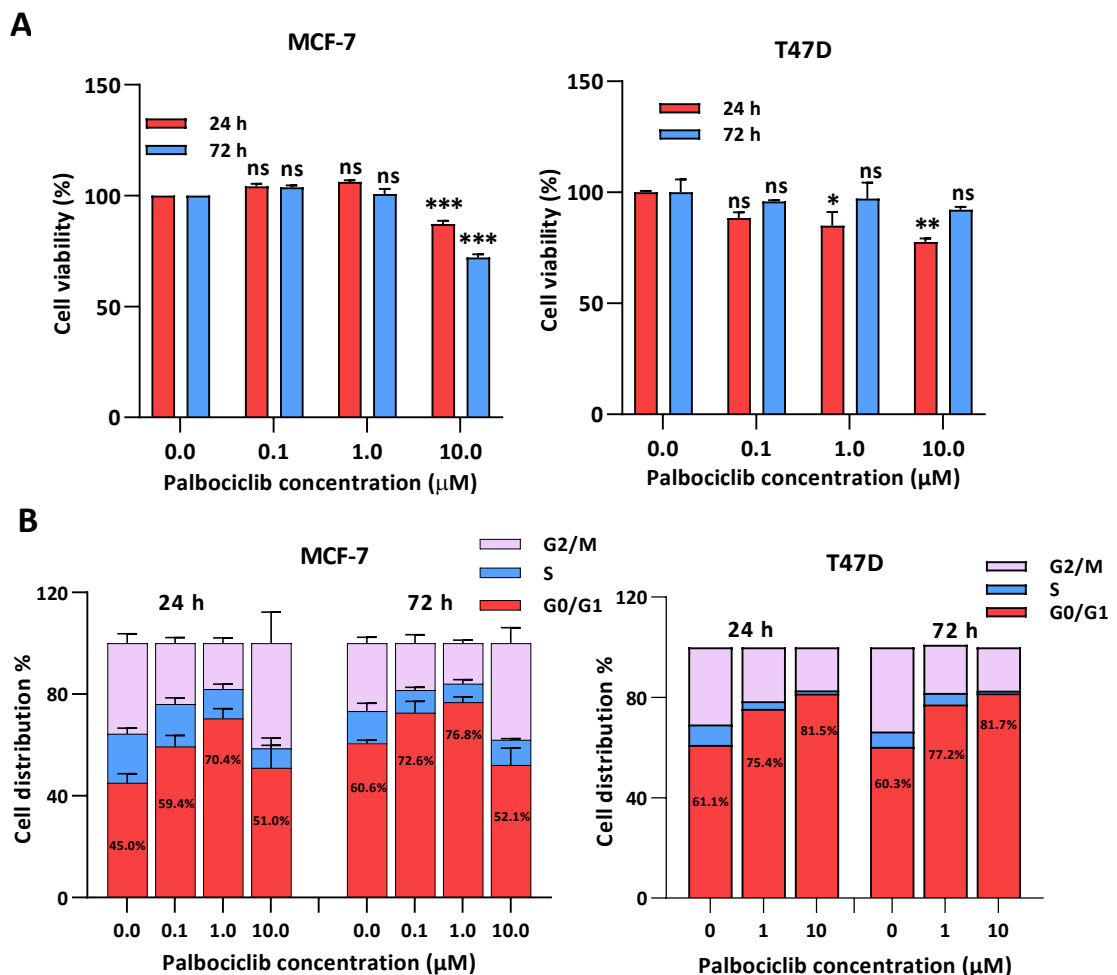 A
MCF-7
150
100
50
0
Cell viability (%)
24 h
72 h
ns ns ns ns *** ***
0.0 0.1 1.0 10.0
Palbociclib concentration (μM)
T47D
150
100
50
0
Cell viability (%)
24 h
72 h
ns ns * ns ** ns
0.0 0.1 1.0 10.0
Palbociclib concentration (μM)
B
MCF-7
G2/M
S
G0/G1
120
80
40
0
Cell distribution %
24 h 72 h
45.0% 59.4% 70.4% 51.0% 60.6% 72.6% 76.8% 52.1%
0.0 0.1 1.0 10.0 0.0 0.1 1.0 10.0
Palbociclib concentration (μM)
T47D
G2/M
S
G0/G1
120
80
40
0
Cell distribution %
24 h 72 h
61.1% 75.4% 81.5% 60.3% 77.2% 81.7%
0 1 10 0 1 10
Palbociclib concentration (μM)